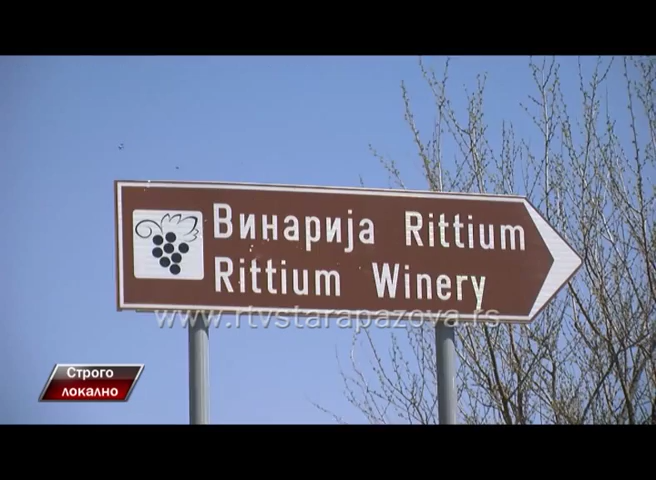 Винарија Rittium
Rittium Winery
www.rtvstarapazova.rs
Строго
локално